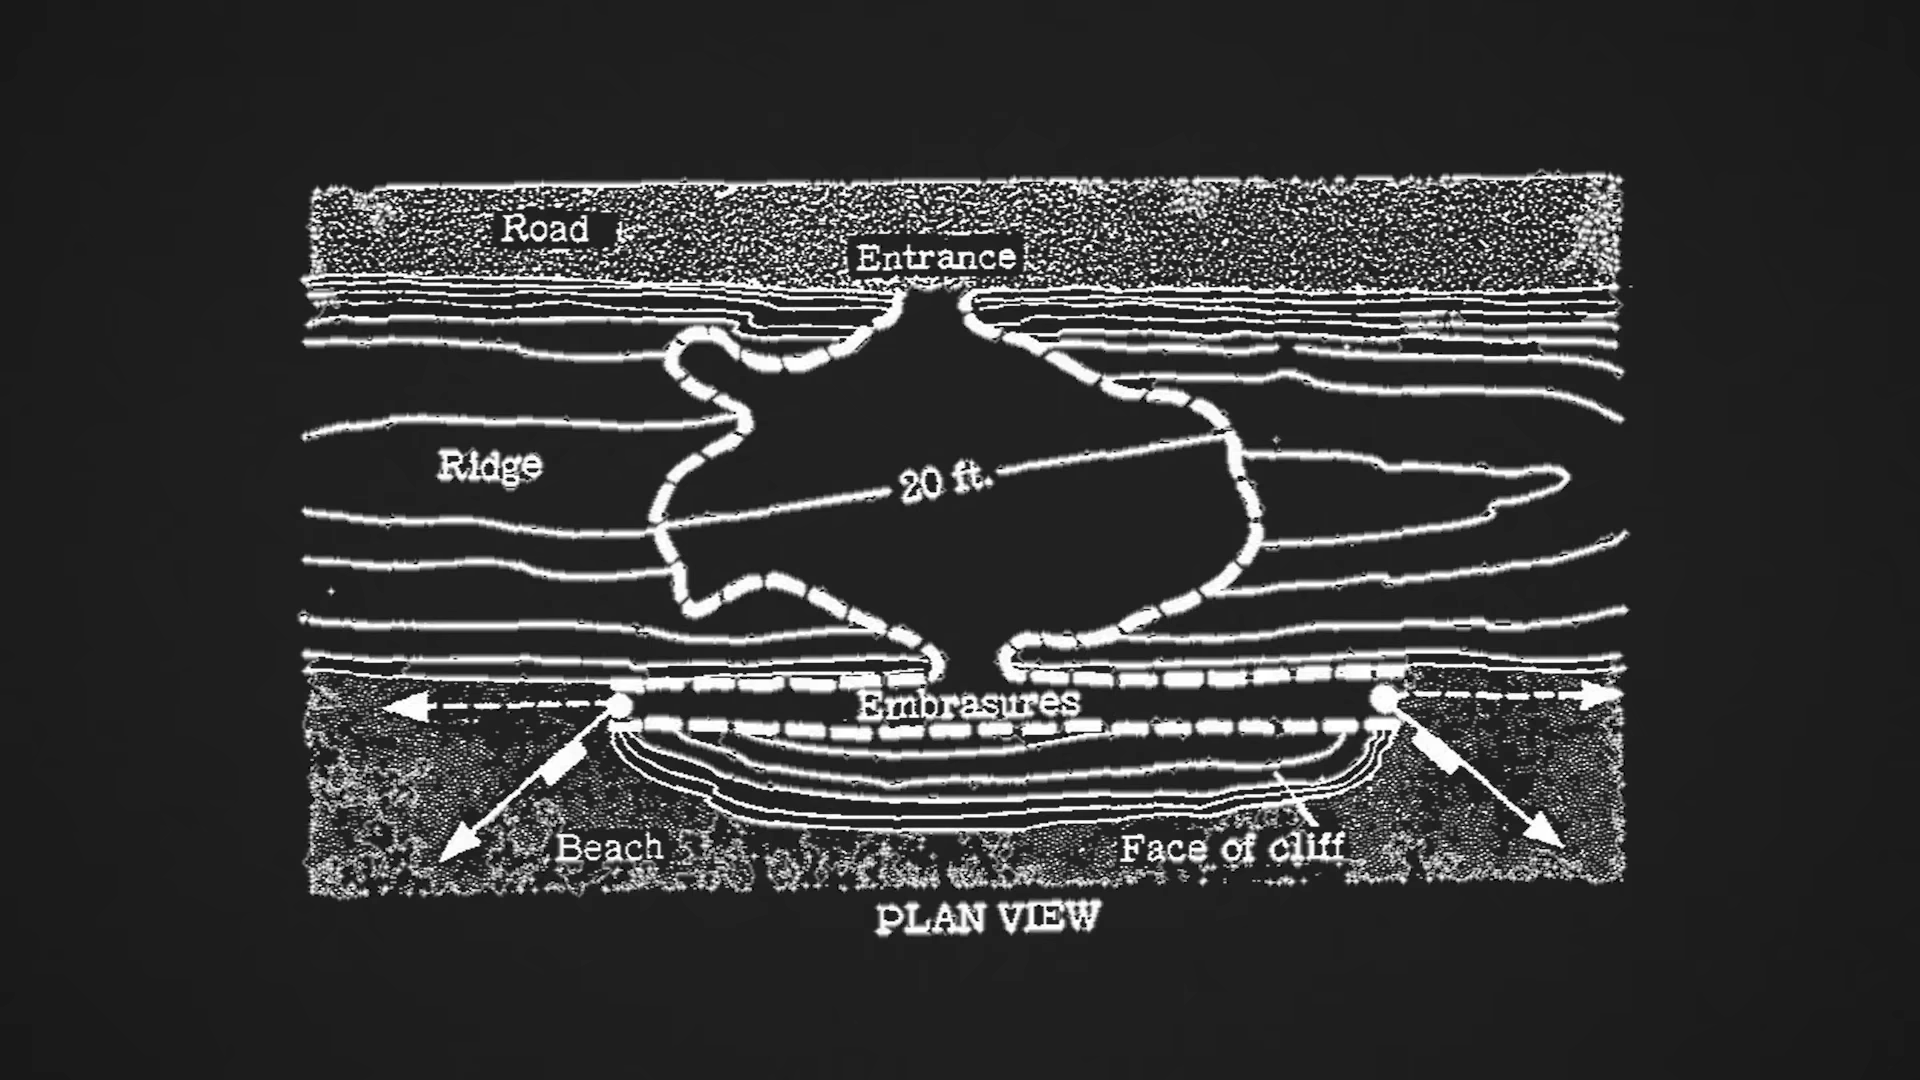 Road
Entrance
Ridge
20 ft.
Embrasures
Beach
Face of cliff
PLAN VIEW